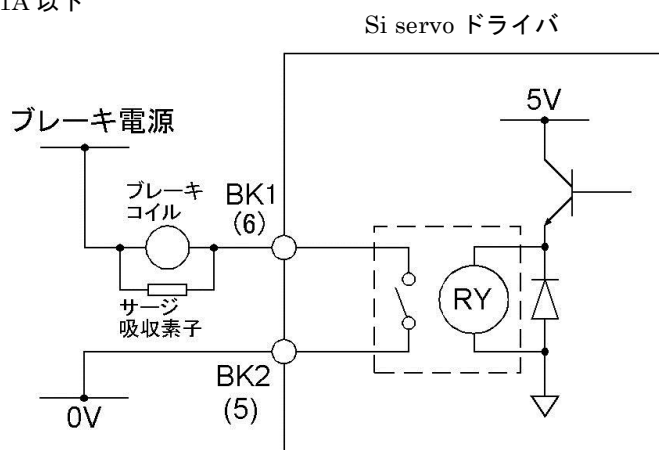 1A 以下
Si servo ドライバ
5V
ブレーキ電源
ブレーキ
コイル
BK1
(6)
RY
サージ
吸収素子
BK2
(5)
0V